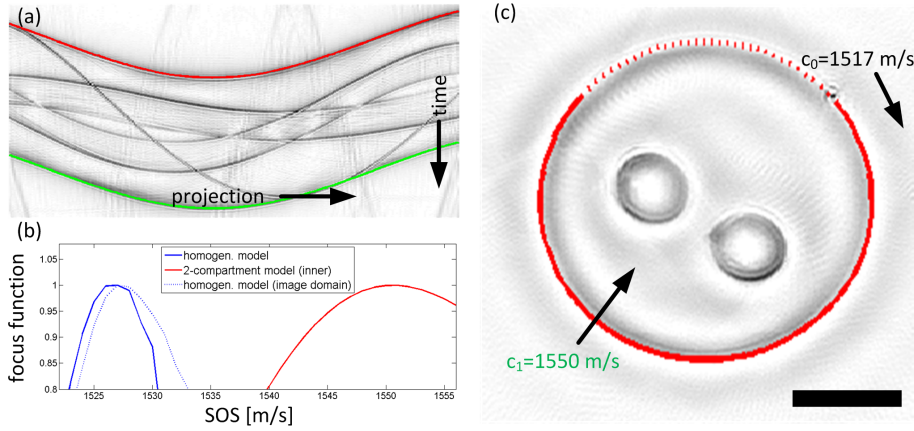 (a)
time
projection
(b)
focus function
1.05
1
0.95
0.9
0.85
0.8
homogen. model
2-compartment model (inner)
homogen. model (image domain)
1525 1530 1535 1540 1545 1550 1555
SOS [m/s]
(c)
c₀=1517 m/s
c₁=1550 m/s